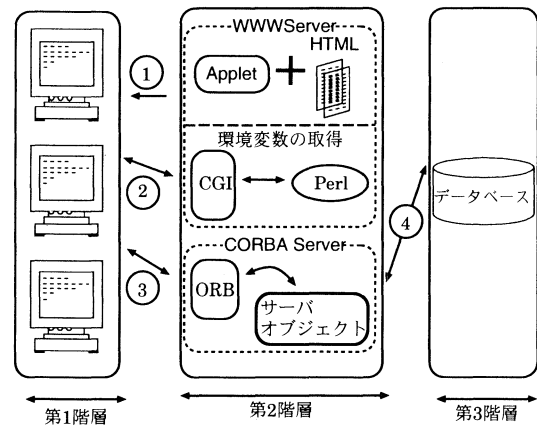 WWWServer
HTML
Applet
①
環境変数の取得
CGI
Perl
②
④
データベース
CORBA Server
ORB
サーバ
オブジェクト
③
第1階層
第2階層
第3階層